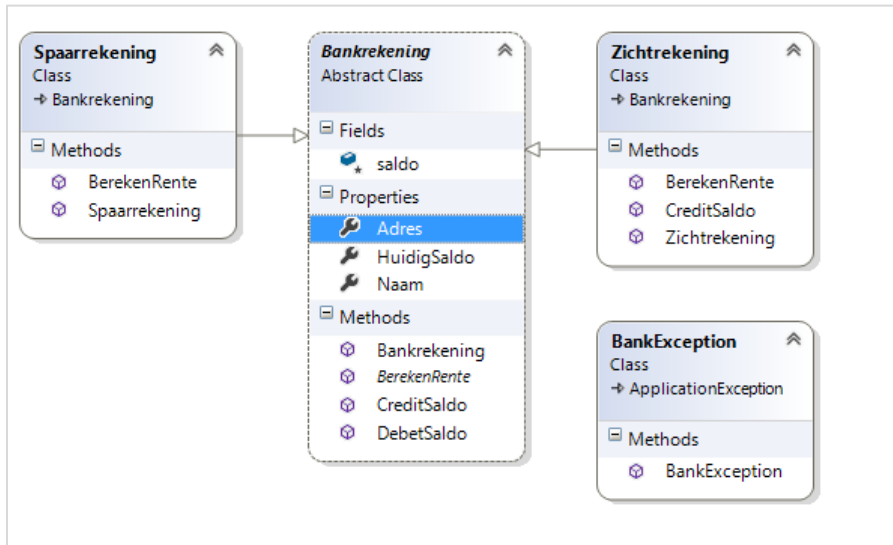 Spaarrekening
Class
Bankrekening
Methods
BerekenRente
Spaarrekening
Bankrekening
Abstract Class
Fields
saldo
Properties
Adres
HuidigSaldo
Naam
Methods
Bankrekening
BerekenRente
CreditSaldo
DebetSaldo
Zichtrekening
Class
Bankrekening
Methods
BerekenRente
CreditSaldo
Zichtrekening
BankException
Class
ApplicationException
Methods
BankException